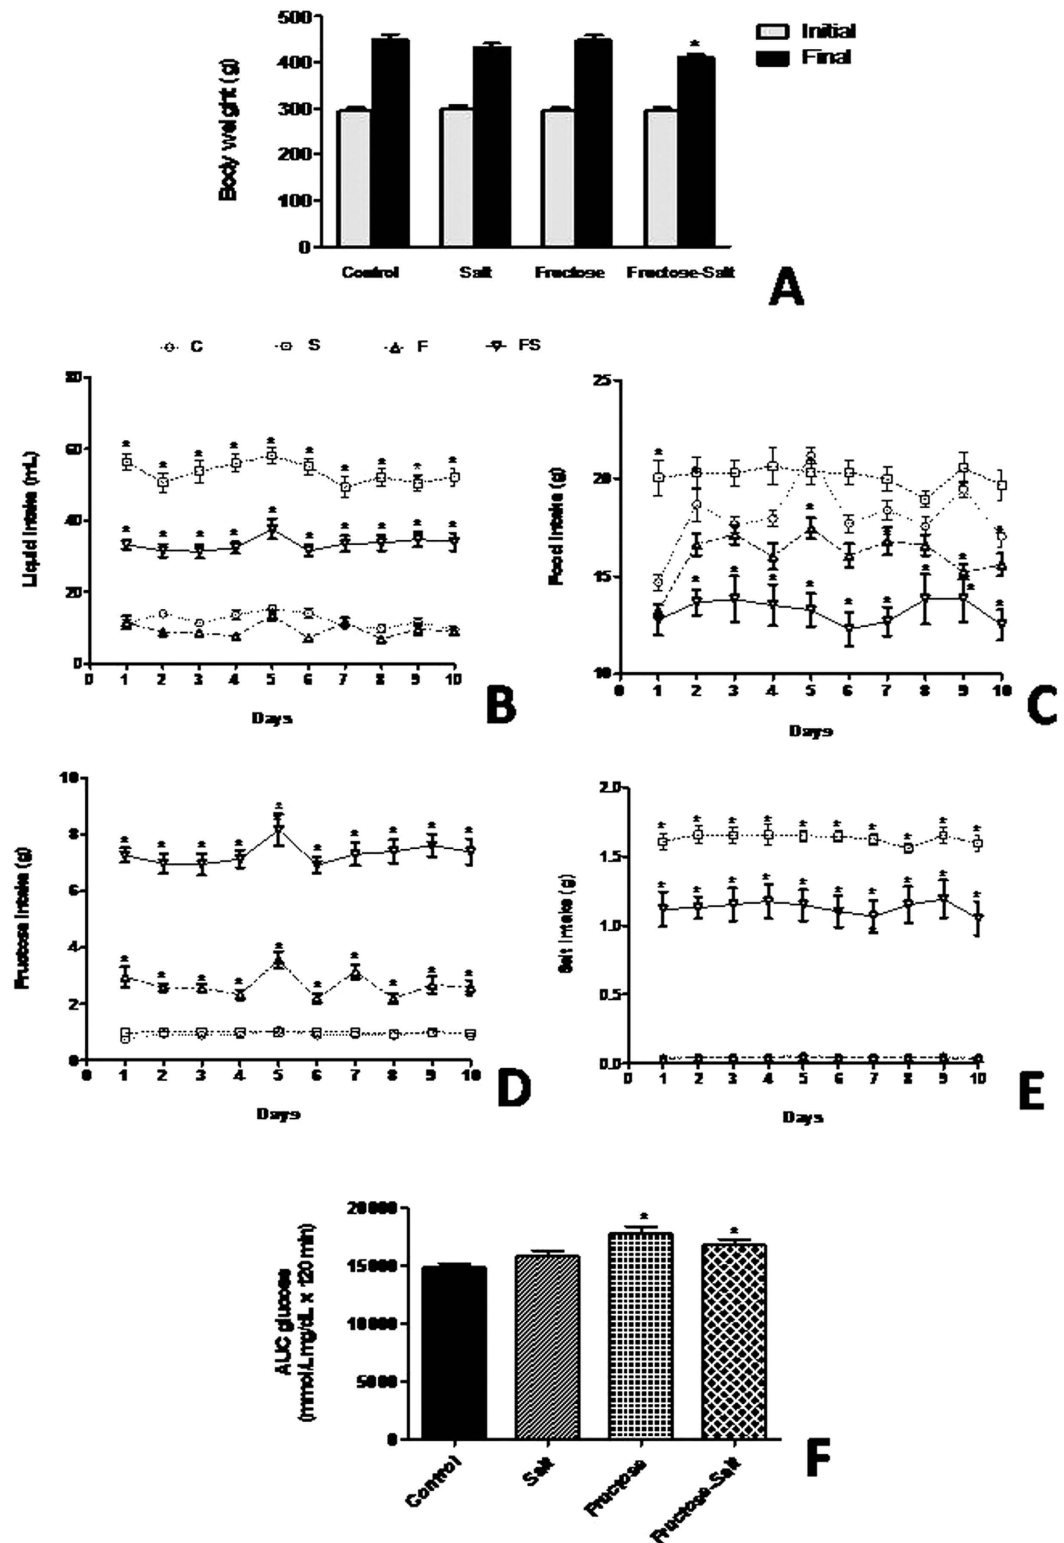 500
400
300
200
100
0
Body weight (g)
Initial
Final
Control Salt Fructose Fructose-Salt
A
C S F FS
80
60
40
20
0
Liquid Intake (mL)
0 1 2 3 4 5 6 7 8 9 10
Days
B
25
20
15
10
Food Intake (g)
0 1 2 3 4 5 6 7 8 9 10
Days
C
10
8
6
4
2
0
Fructose Intake (g)
0 1 2 3 4 5 6 7 8 9 10
Days
D
2.0
1.5
1.0
0.5
0.0
Salt Intake (g)
0 1 2 3 4 5 6 7 8 9 10
Days
E
20000
15000
10000
5000
0
AUC glucose
(mmol/Lmg/dL x 120 min)
Control
Salt
Fructose
Fructose-Salt
F